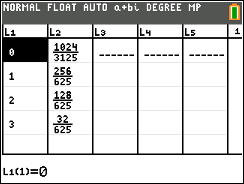 NORMAL FLOAT AUTO a+bi DEGREE MP
L1 L2 L3 L4 L5 1
0 1024/3125 ------ ------ ------
1 256/625
2 128/625
3 32/625
L1(1)=0